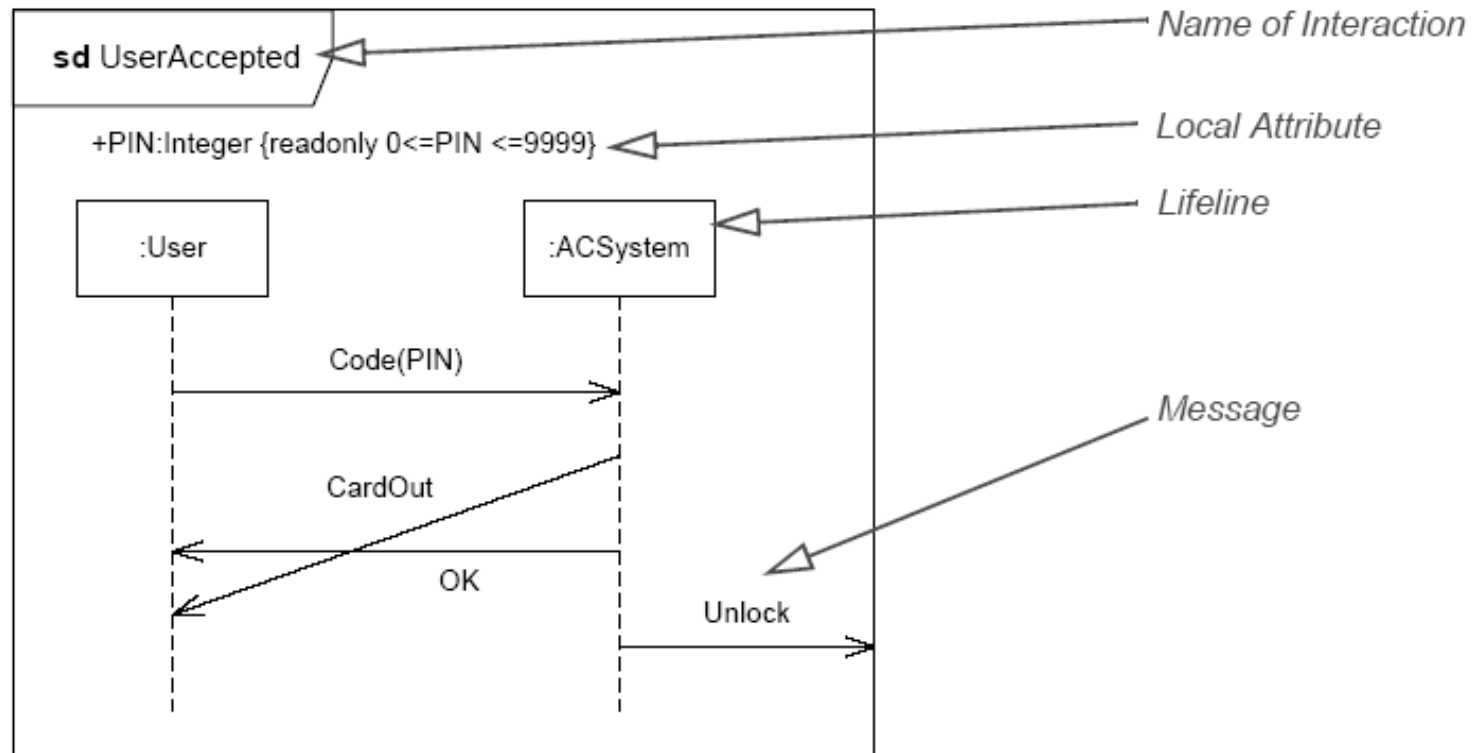 Name of Interaction
sd UserAccepted
+PIN:Integer {readonly 0<=PIN <=9999}
Local Attribute
Lifeline
:User
:ACSystem
Code(PIN)
Message
CardOut
OK
Unlock